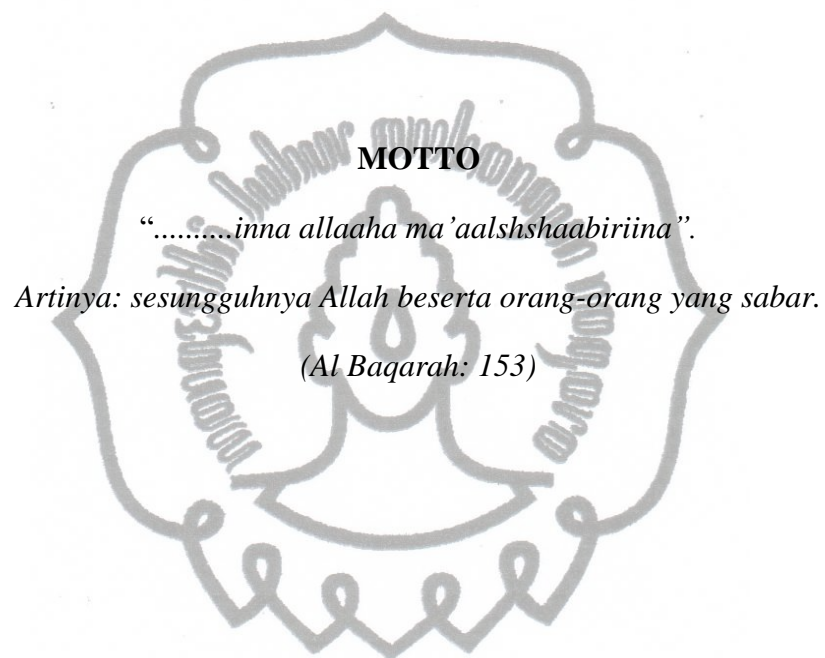 MOTTO
“..........inna allaaha ma’aalshshaabiriina”.
Artinya: sesungguhnya Allah beserta orang-orang yang sabar.
(Al Baqarah: 153)